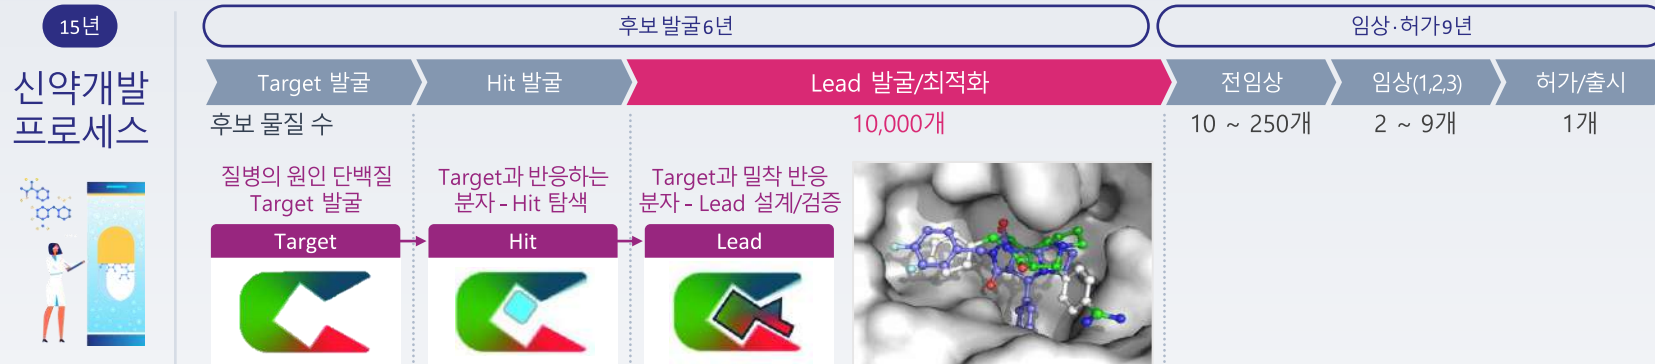 15년
신약개발
프로세스
후보 발굴 6년
임상·허가 9년
Target 발굴
Hit 발굴
Lead 발굴/최적화
전임상
임상(1,2,3)
허가/출시
후보 물질 수
10,000개
10 ~ 250개
2 ~ 9개
1개
질병의 원인 단백질
Target 발굴
Target과 반응하는
분자 - Hit 탐색
Target과 밀착 반응
분자 - Lead 설계/검증
Target
Hit
Lead